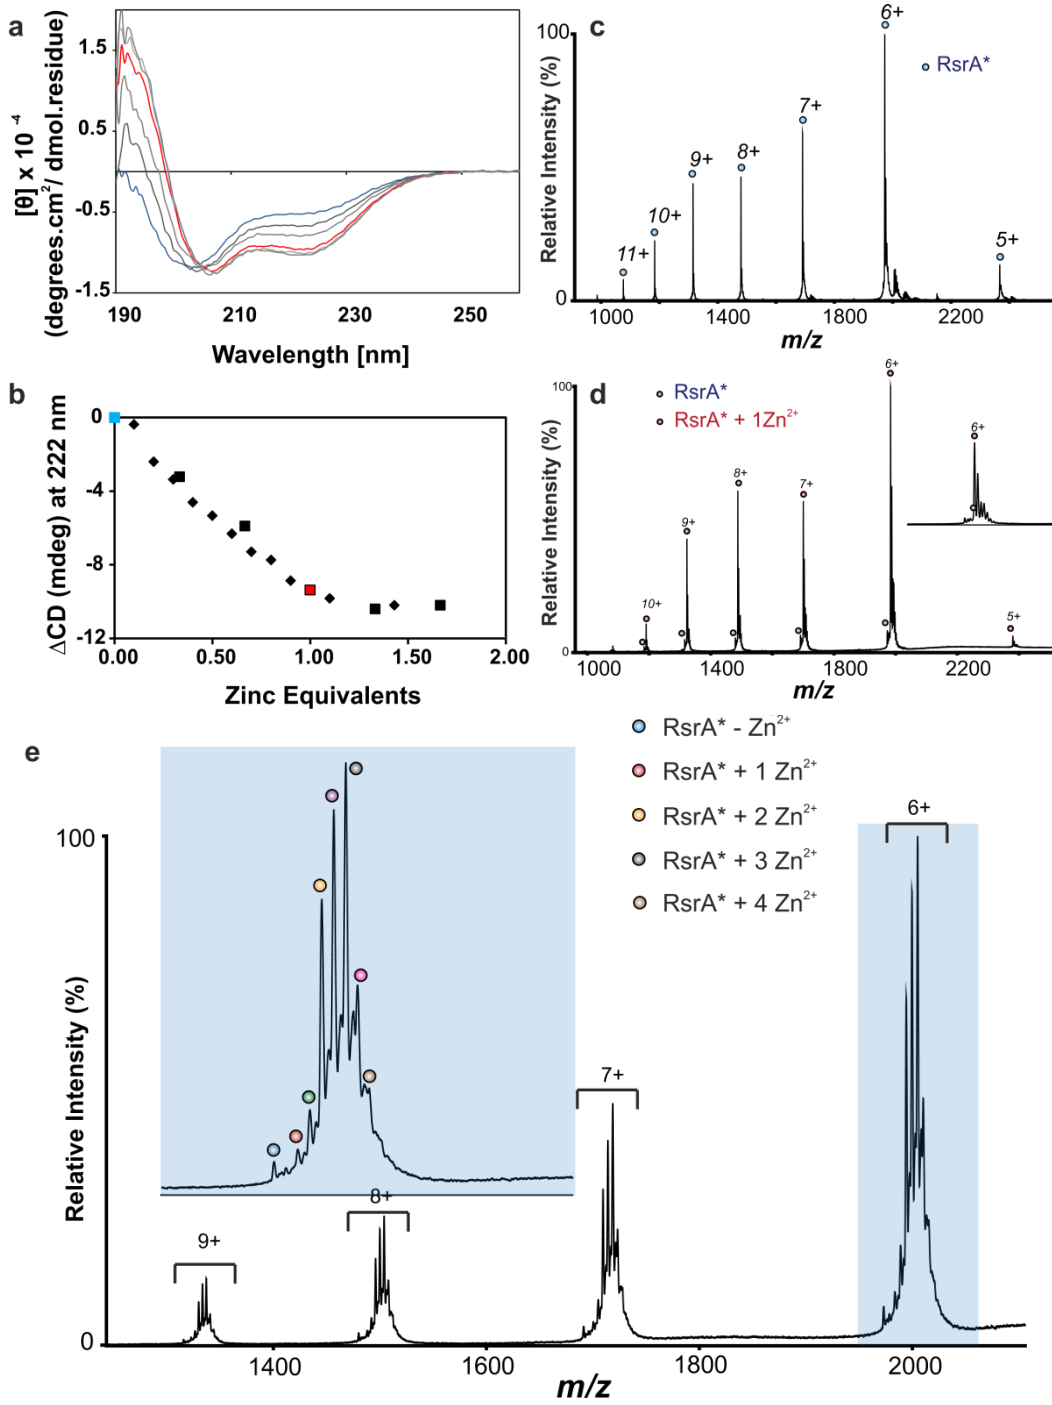 a
1.5
0.5
-0.5
-1.5
[θ] x 10 -4
(degrees.cm2/ dmol.residue)
190 210 230 250
Wavelength [nm]
b
0
-4
-8
-12
ΔCD (mdeg) at 222 nm
0.00 0.50 1.00 1.50 2.00
Zinc Equivalents
c
100
0
Relative Intensity (%)
11+ 10+ 9+ 8+ 7+ 6+ 5+
RsrA*
1000 1400 1800 2200
m/z
d
RsrA*
RsrA* + 1Zn2+
100
0
Relative Intensity (%)
10+ 9+ 8+ 7+ 6+ 5+
6+
1000 1400 1800 2200
m/z
e
RsrA* - Zn2+
RsrA* + 1 Zn2+
RsrA* + 2 Zn2+
RsrA* + 3 Zn2+
RsrA* + 4 Zn2+
100
0
Relative Intensity (%)
9+ 8+ 7+ 6+
1400 1600 1800 2000
m/z